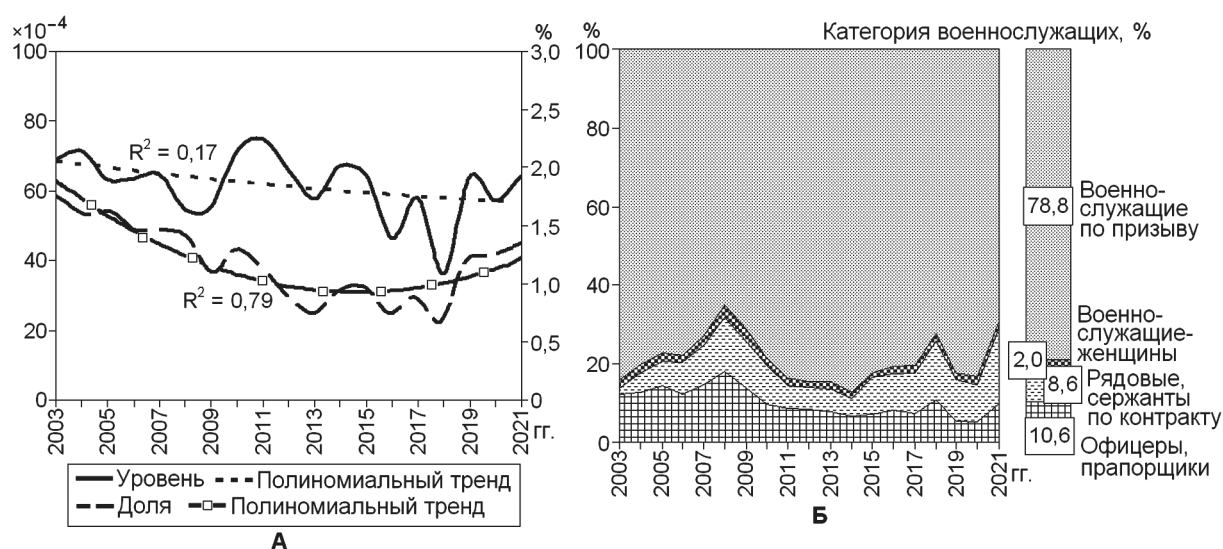 ×10⁻⁴
%
100
80
60
40
20
0
3,0
2,5
2,0
1,5
1,0
0,5
0
R² = 0,17
R² = 0,79
2003
2005
2007
2009
2011
2013
2015
2017
2019
2021
гг.
Уровень
Полиномиальный тренд
Доля
Полиномиальный тренд
А
%
Категория военнослужащих, %
100
80
60
40
20
0
2003
2005
2007
2009
2011
2013
2015
2017
2019
2021
гг.
78,8
Военно-
служащие
по призыву
2,0
Военно-
служащие-
женщины
8,6
Рядовые,
сержанты
по контракту
10,6
Офицеры,
прапорщики
Б